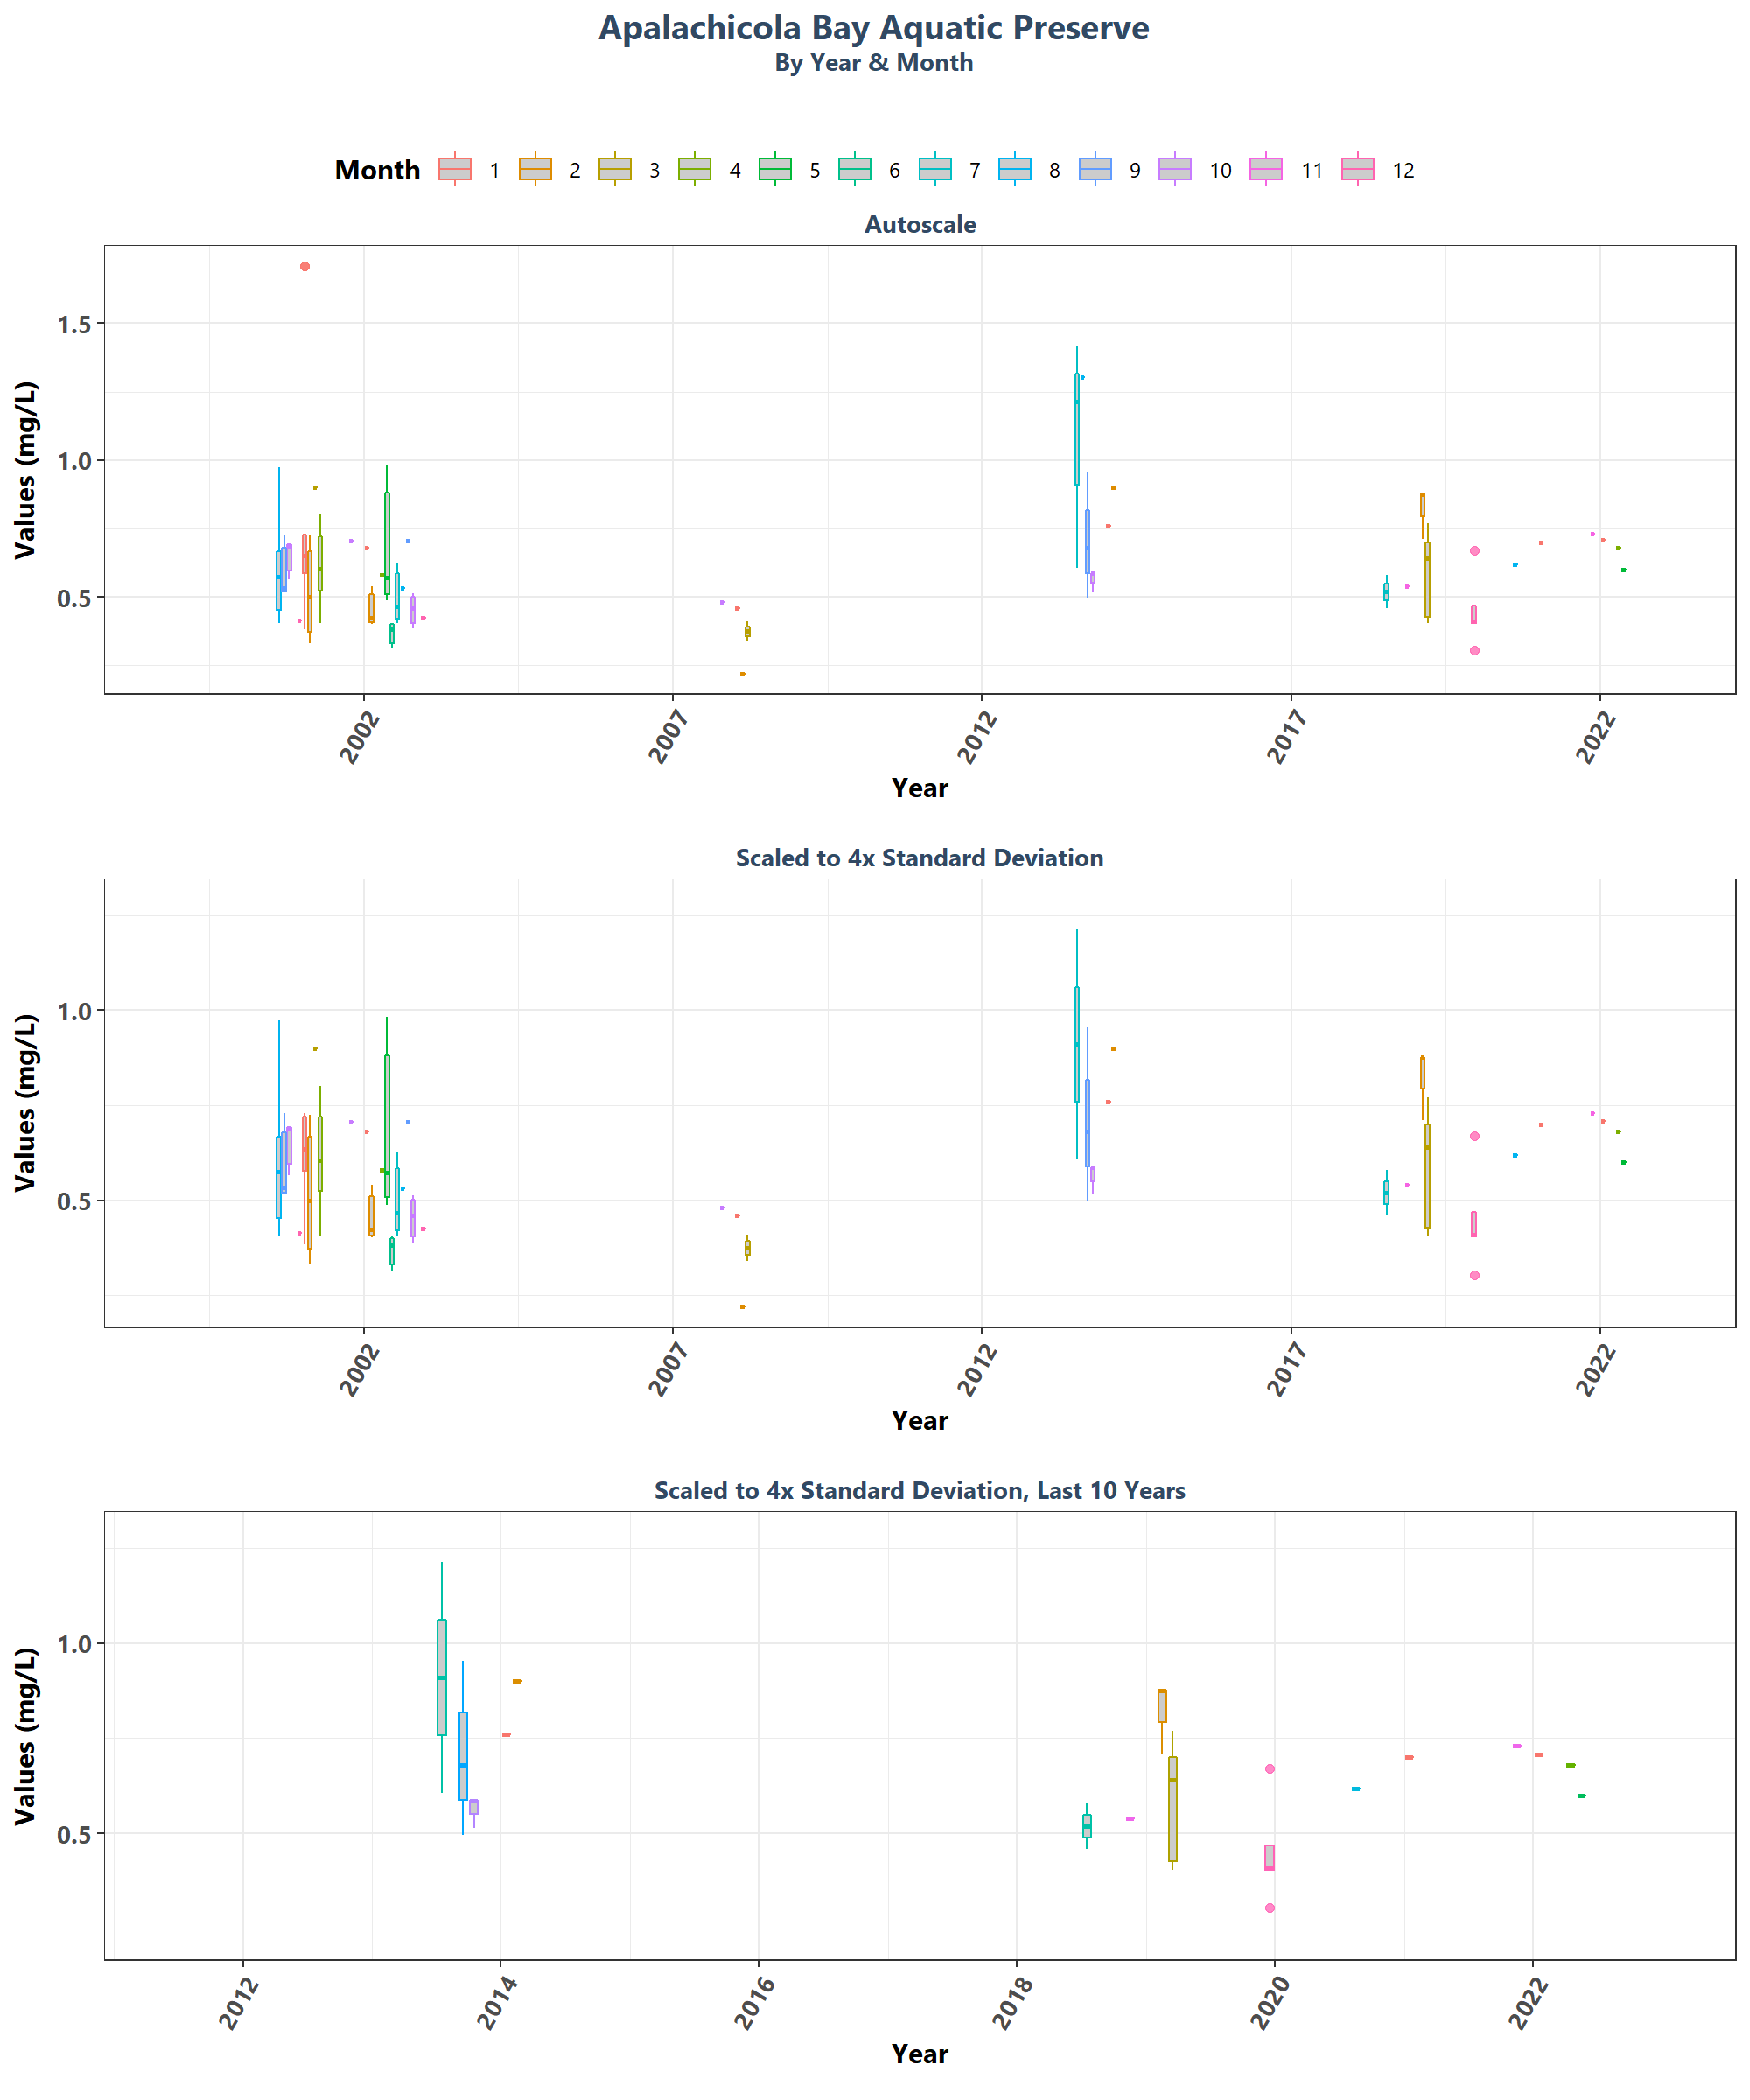 Apalachicola Bay Aquatic Preserve
By Year & Month
Month 1 2 3 4 5 6 7 8 9 10 11 12
Autoscale
Values (mg/L)
1.5
1.0
0.5
2002 2007 2012 2017 2022
Year
Scaled to 4x Standard Deviation
Values (mg/L)
1.0
0.5
2002 2007 2012 2017 2022
Year
Scaled to 4x Standard Deviation, Last 10 Years
Values (mg/L)
1.0
0.5
2012 2014 2016 2018 2020 2022
Year